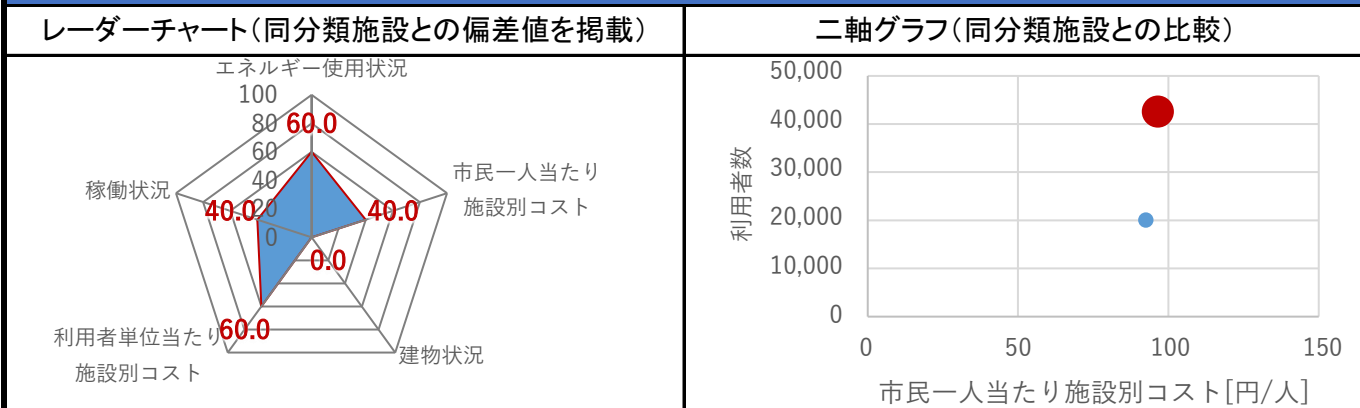 レーダーチャート(同分類施設との偏差値を掲載)
エネルギー使用状況
100
80
60
40
20
0
60.0
市民一人当たり
施設別コスト
40.0
稼働状況
40.0
0.0
利用者単位当たり
施設別コスト
60.0
建物状況
二軸グラフ(同分類施設との比較)
50,000
40,000
30,000
20,000
10,000
0
利用者数
0
50
100
150
市民一人当たり施設別コスト[円/人]